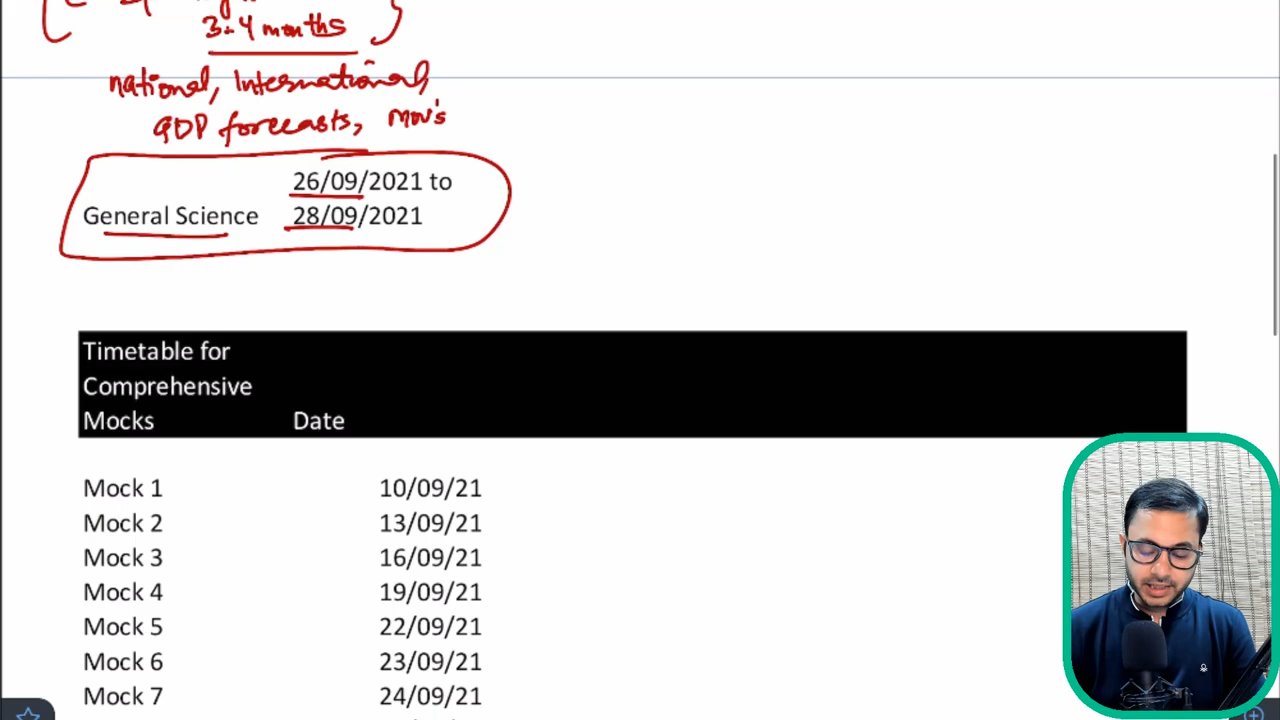 3-4 months
national, International,
GDP forecasts, MOU's
26/09/2021 to
General Science 28/09/2021
Timetable for
Comprehensive
Mocks Date
Mock 1 10/09/21
Mock 2 13/09/21
Mock 3 16/09/21
Mock 4 19/09/21
Mock 5 22/09/21
Mock 6 23/09/21
Mock 7 24/09/21